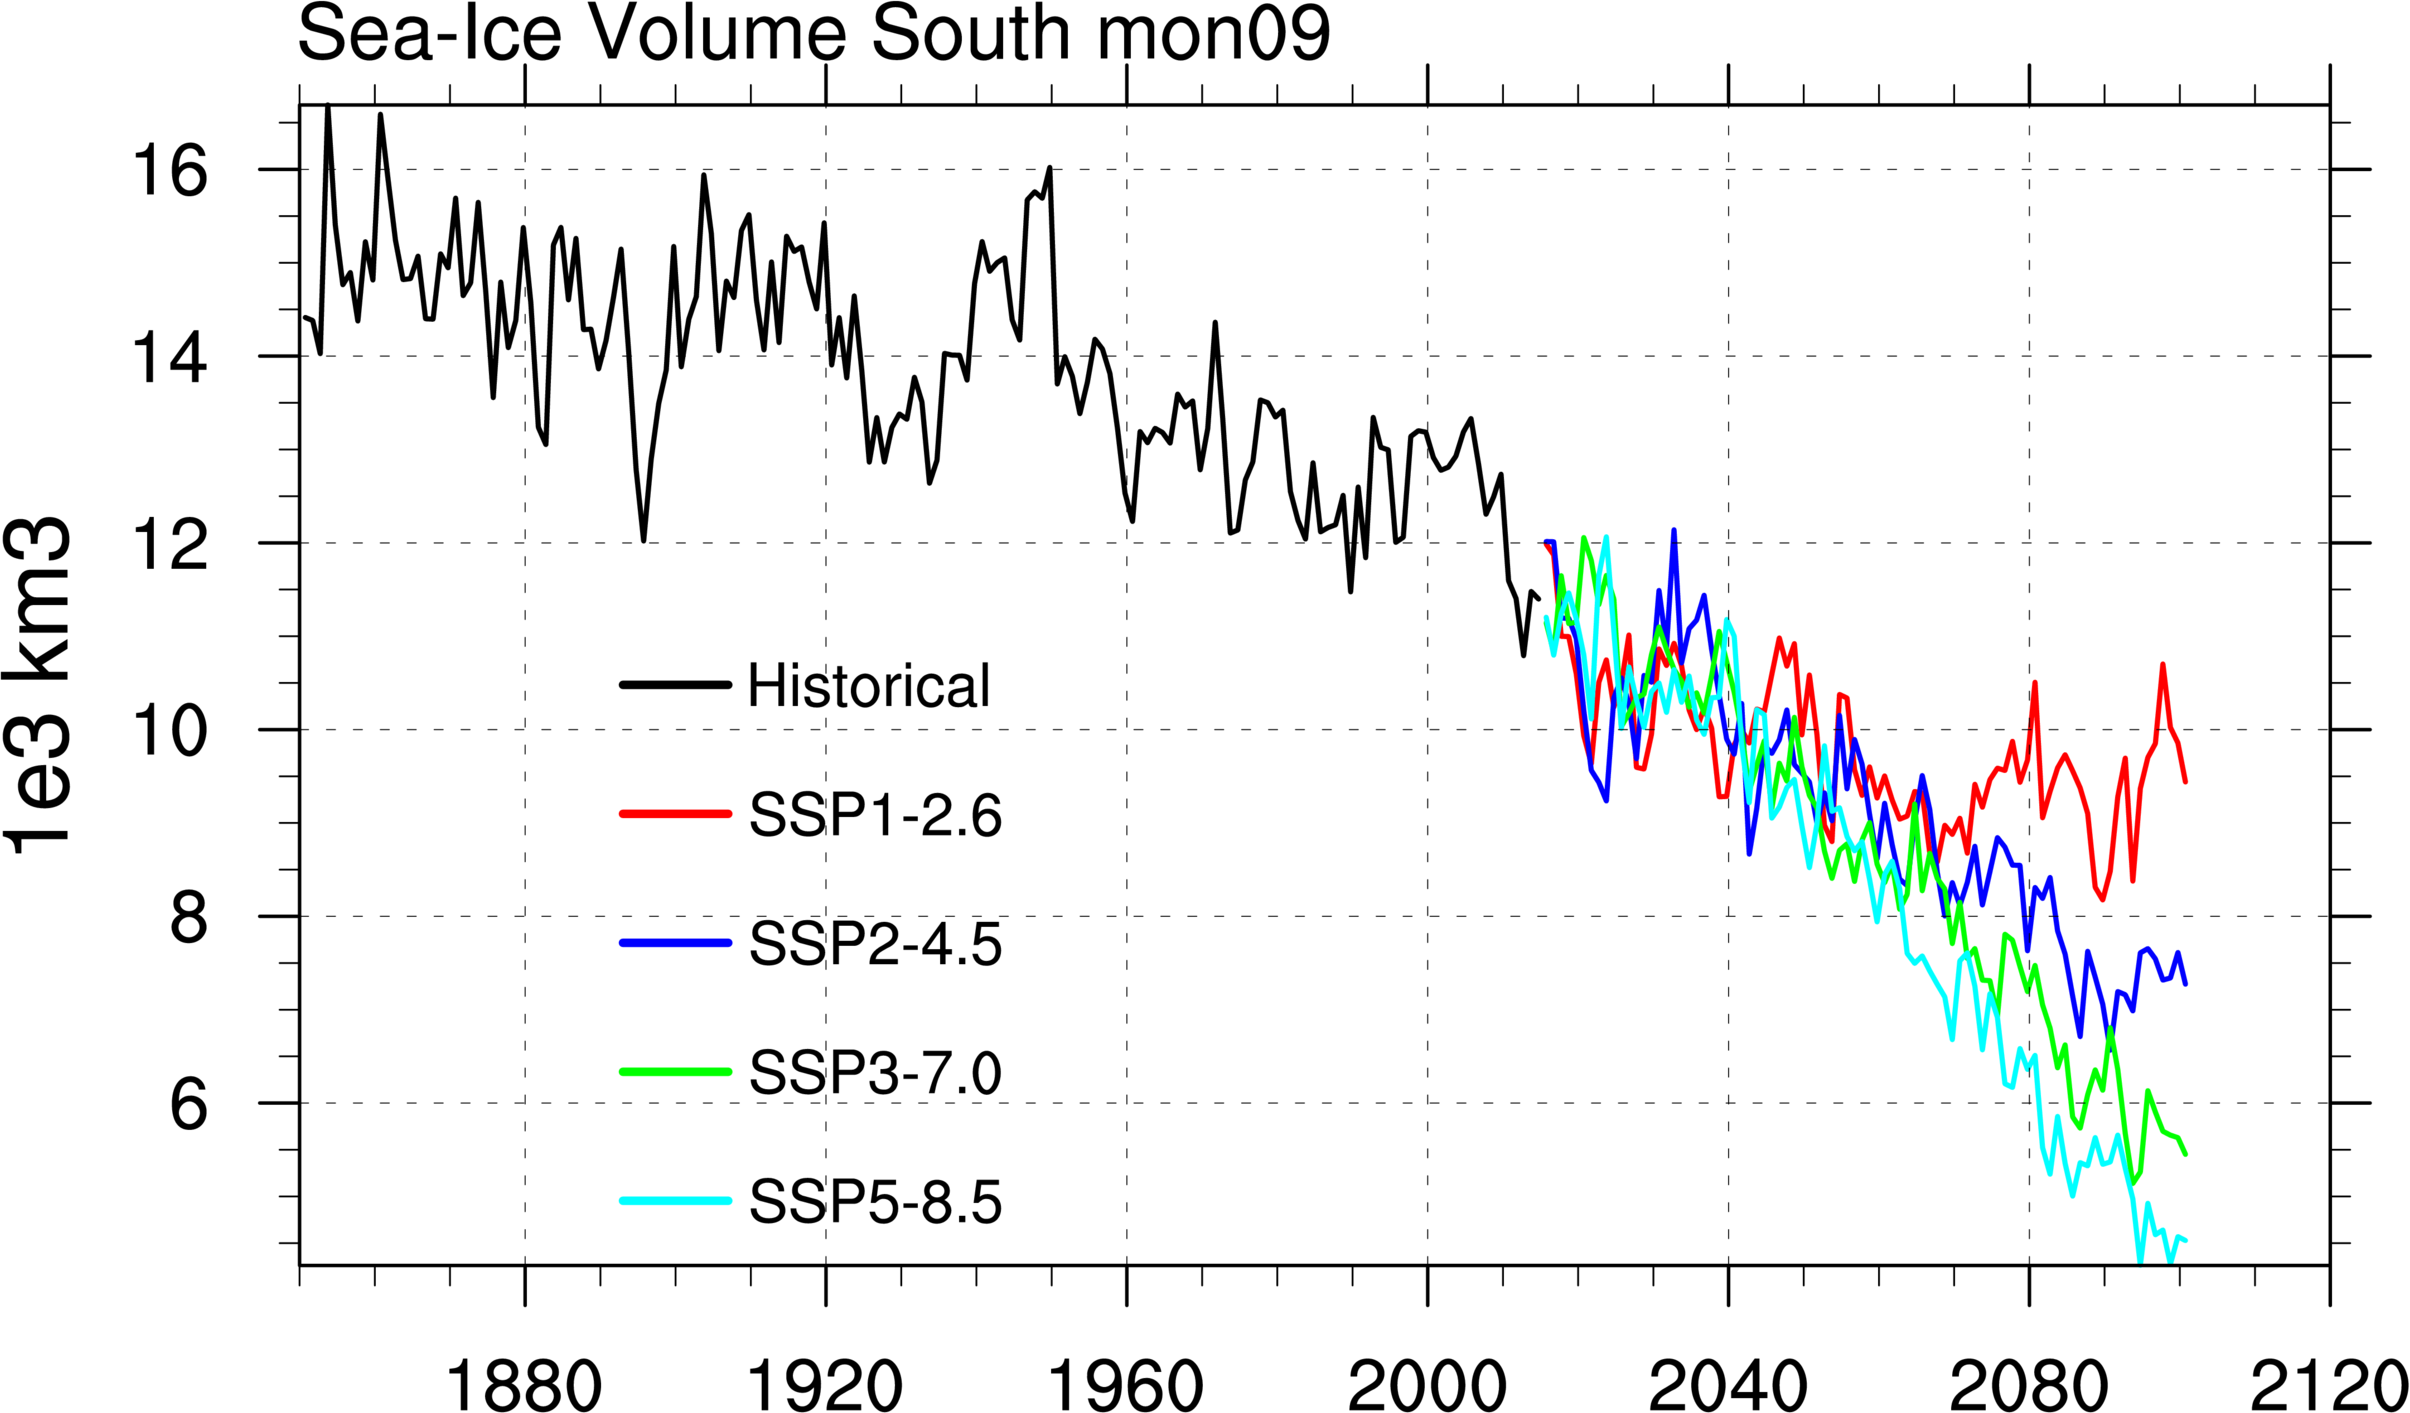 Sea-Ice Volume South mon09
1e3 km3
16
14
12
10
8
6
Historical
SSP1-2.6
SSP2-4.5
SSP3-7.0
SSP5-8.5
1880 1920 1960 2000 2040 2080 2120